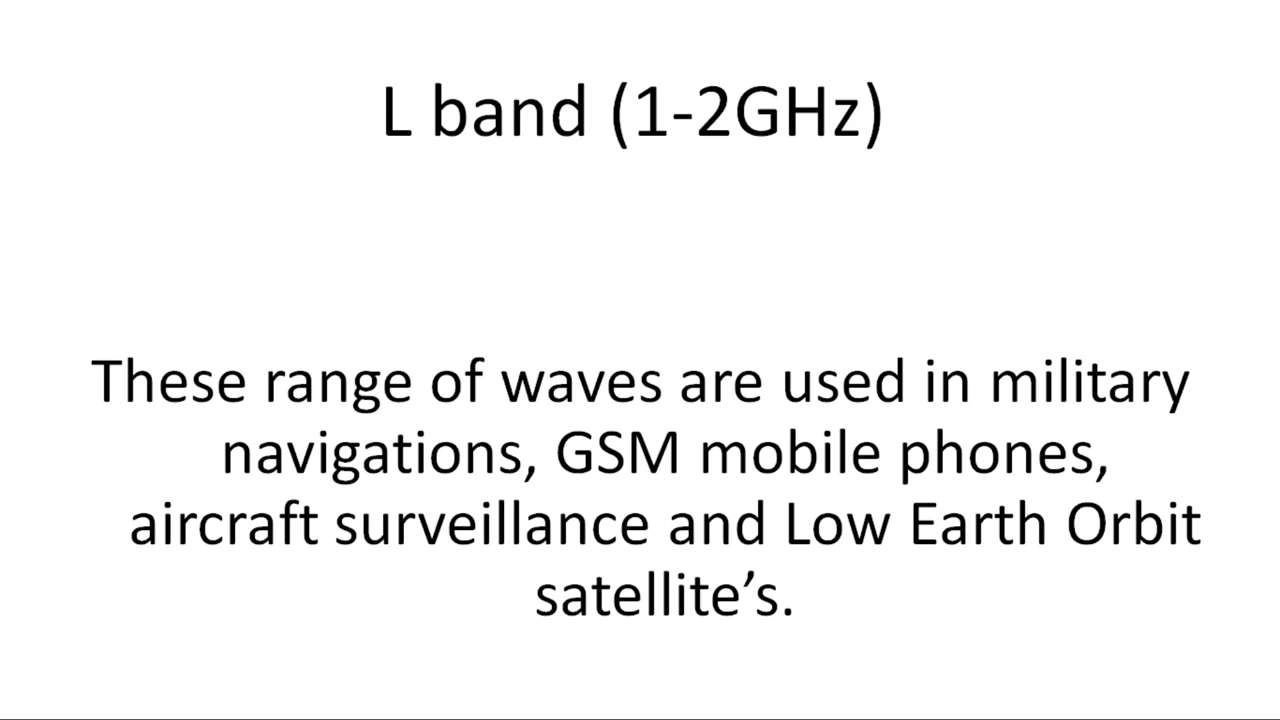 L band (1-2GHz)
These range of waves are used in military
navigations, GSM mobile phones,
aircraft surveillance and Low Earth Orbit
satellite’s.